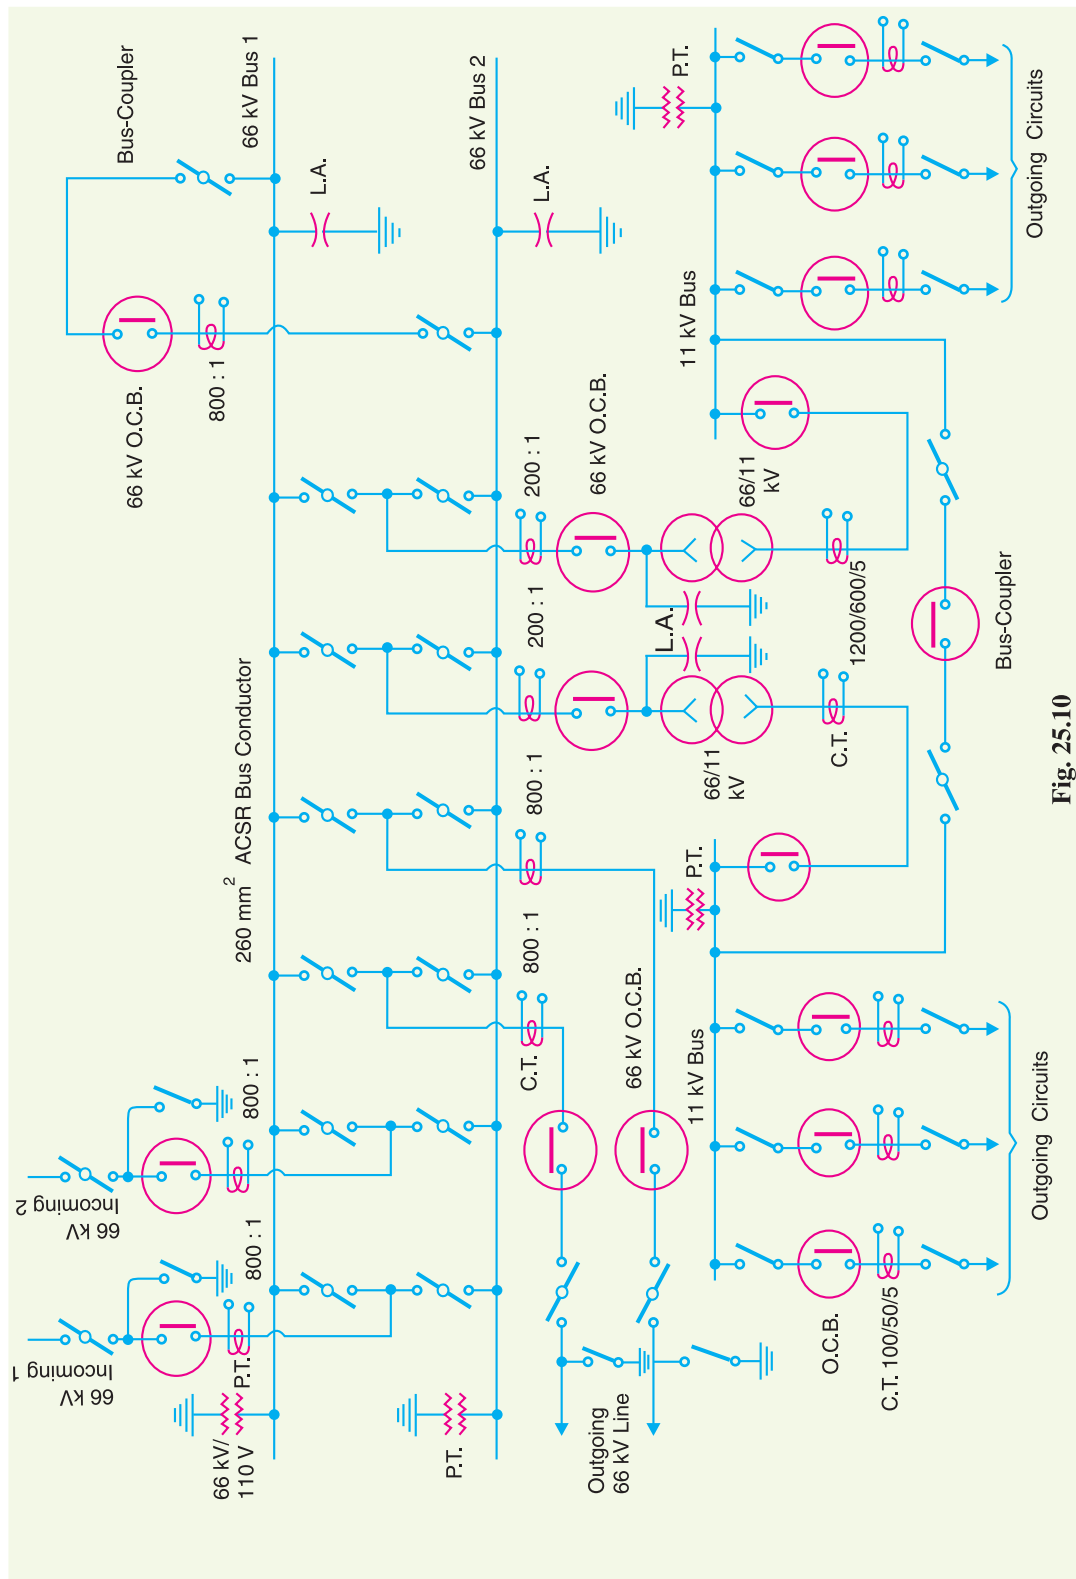 Bus-Coupler
66 kV Bus 1
L.A.
66 kV O.C.B.
800 : 1
66 kV Bus 2
L.A.
260 mm2 ACSR Bus Conductor
66 kV
Incoming 1
66 kV
Incoming 2
800 : 1
800 : 1
P.T.
66 kV/
110 V
P.T.
C.T.
800 : 1
800 : 1
200 : 1
200 : 1
66 kV O.C.B.
66 kV O.C.B.
Outgoing
66 kV Line
L.A.
66/11
kV
66/11
kV
C.T.
1200/600/5
P.T.
11 kV Bus
P.T.
11 kV Bus
Bus-Coupler
O.C.B.
C.T. 100/50/5
Outgoing Circuits
Outgoing Circuits
Fig. 25.10